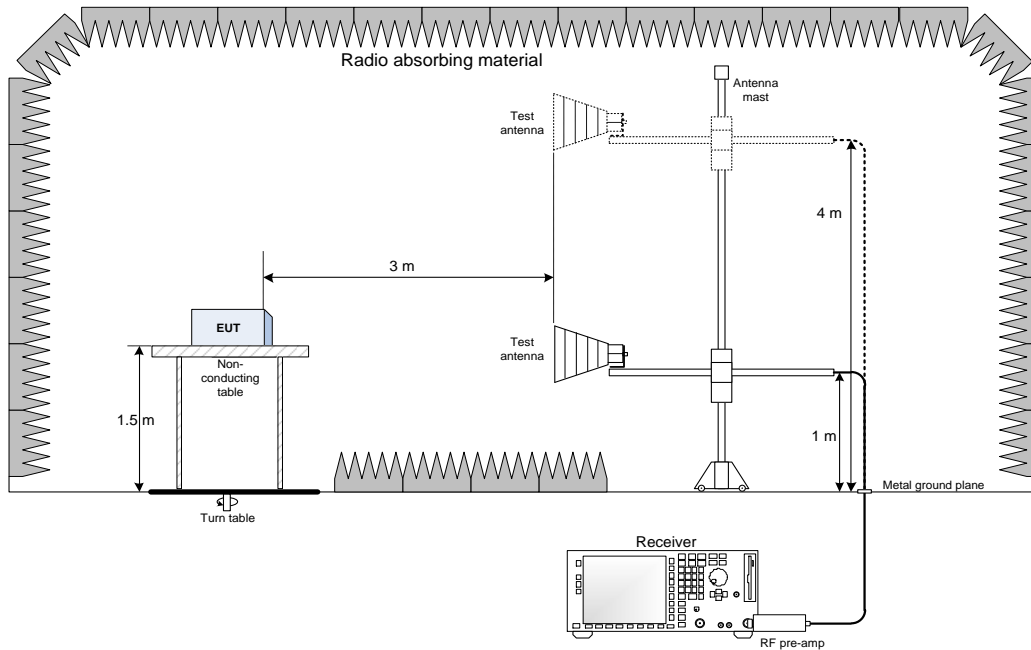 Radio absorbing material
Antenna
mast
Test
antenna
4 m
3 m
EUT
Test
antenna
Non-
conducting
table
1.5 m
1 m
Metal ground plane
Turn table
Receiver
RF pre-amp